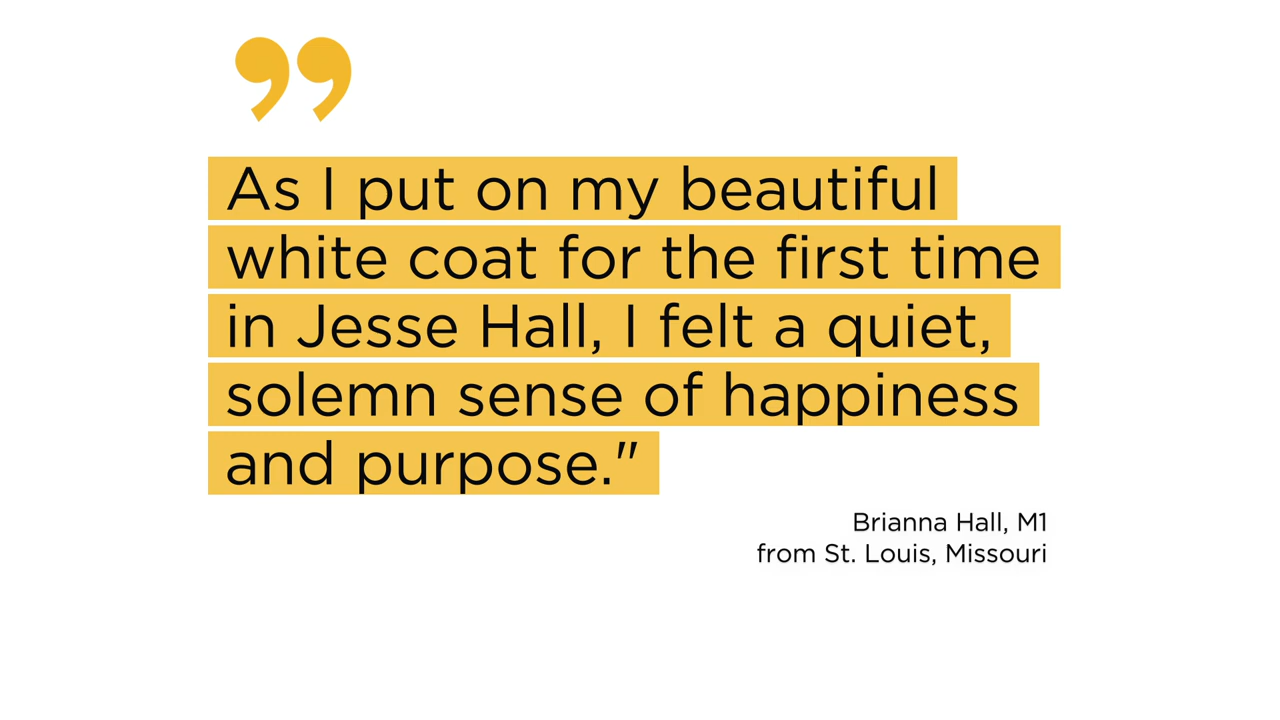 ”
As I put on my beautiful
white coat for the first time
in Jesse Hall, I felt a quiet,
solemn sense of happiness
and purpose."
Brianna Hall, M1
from St. Louis, Missouri